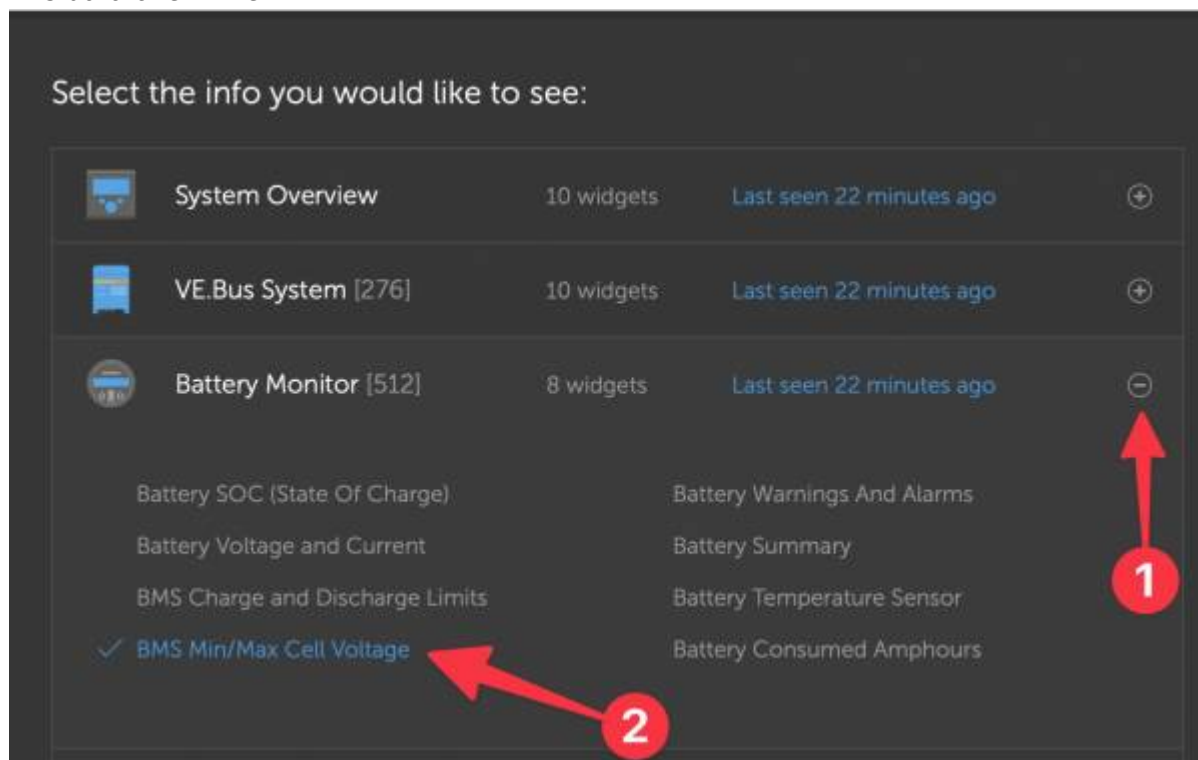 Select the info you would like to see:
System Overview 10 widgets Last seen 22 minutes ago
VE.Bus System [276] 10 widgets Last seen 22 minutes ago
Battery Monitor [512] 8 widgets Last seen 22 minutes ago
Battery SOC (State Of Charge) Battery Warnings And Alarms
Battery Voltage and Current Battery Summary
BMS Charge and Discharge Limits Battery Temperature Sensor
1
BMS Min/Max Cell Voltage Battery Consumed Amphours
2